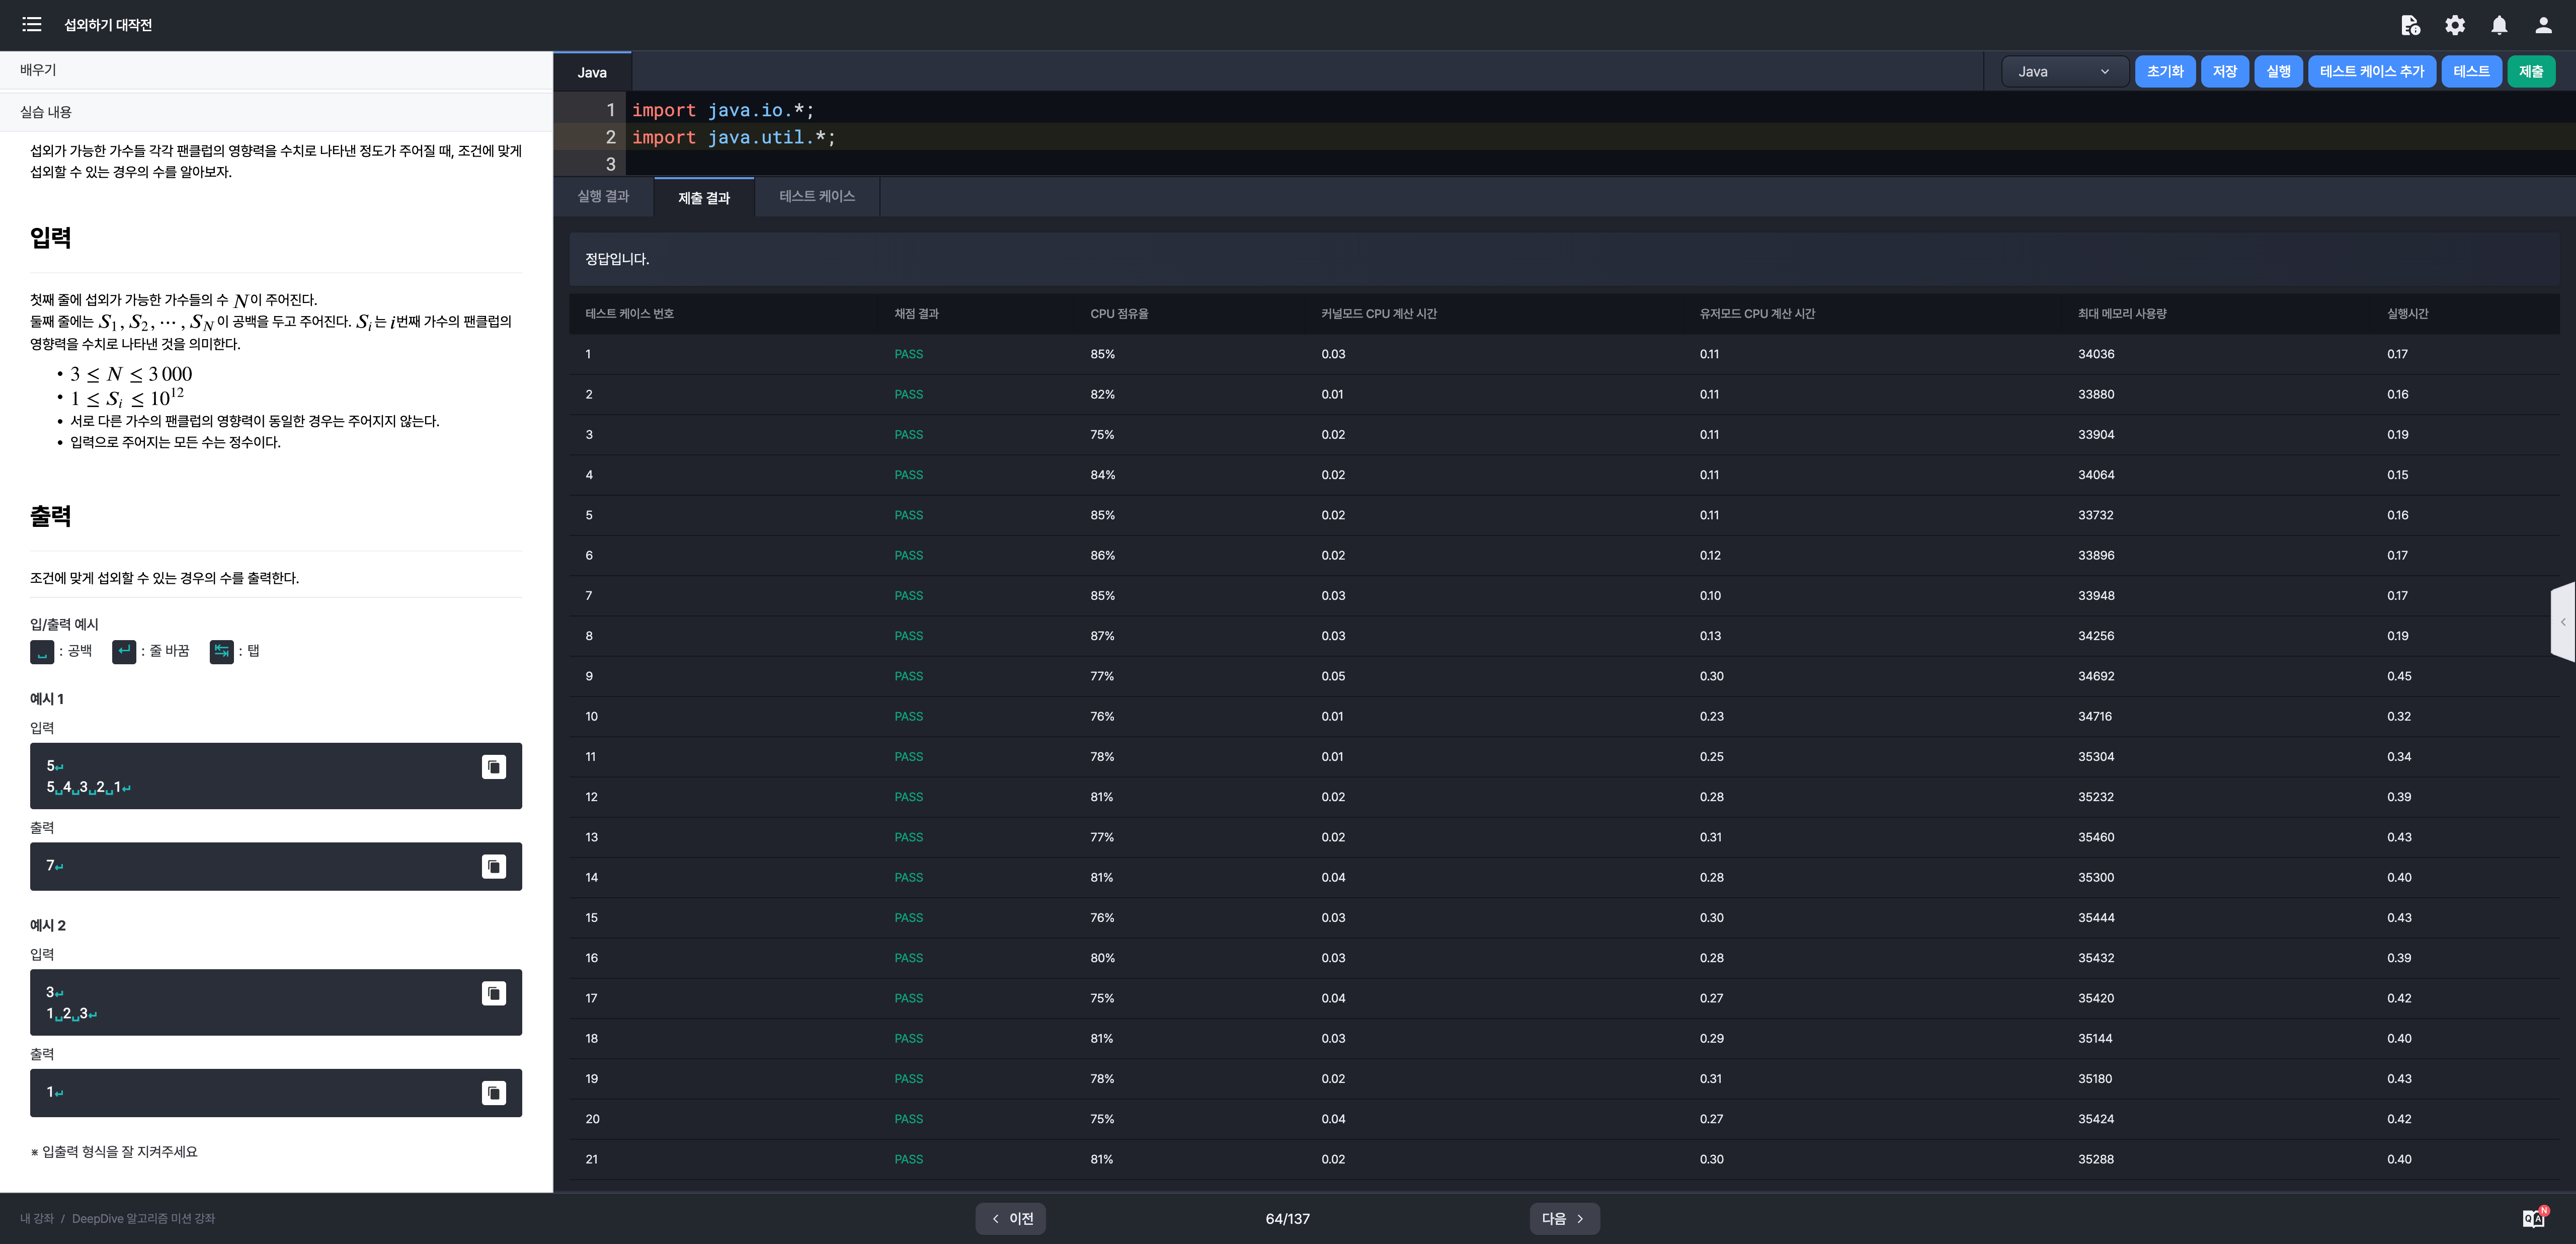 섭외하기 대작전
배우기
실습 내용
섭외가 가능한 가수들 각각 팬클럽의 영향력을 수치로 나타낸 정도가 주어질 때, 조건에 맞게
섭외할 수 있는 경우의 수를 알아보자.
입력
첫째 줄에 섭외가 가능한 가수들의 수 N이 주어진다.
둘째 줄에는 S₁, S₂, ⋯, S_N이 공백을 두고 주어진다. Sᵢ는 i번째 가수의 팬클럽의
영향력을 수치로 나타낸 것을 의미한다.
• 3 ≤ N ≤ 3 000
• 1 ≤ Sᵢ ≤ 10¹²
• 서로 다른 가수의 팬클럽의 영향력이 동일한 경우는 주어지지 않는다.
• 입력으로 주어지는 모든 수는 정수이다.
출력
조건에 맞게 섭외할 수 있는 경우의 수를 출력한다.
입/출력 예시
␣ : 공백 ↵ : 줄 바꿈 ↹ : 탭
예시 1
입력
5↵
5␣4␣3␣2␣1↵
출력
7↵
예시 2
입력
3↵
1␣2␣3↵
출력
1↵
※ 입출력 형식을 잘 지켜주세요
Java
Java 초기화 저장 실행 테스트 케이스 추가 테스트 제출
1 import java.io.*;
2 import java.util.*;
3
실행 결과 제출 결과 테스트 케이스
정답입니다.
테스트 케이스 번호 채점 결과 CPU 점유율 커널모드 CPU 계산 시간 유저모드 CPU 계산 시간 최대 메모리 사용량 실행시간
1 PASS 85% 0.03 0.11 34036 0.17
2 PASS 82% 0.01 0.11 33880 0.16
3 PASS 75% 0.02 0.11 33904 0.19
4 PASS 84% 0.02 0.11 34064 0.15
5 PASS 85% 0.02 0.11 33732 0.16
6 PASS 86% 0.02 0.12 33896 0.17
7 PASS 85% 0.03 0.10 33948 0.17
8 PASS 87% 0.03 0.13 34256 0.19
9 PASS 77% 0.05 0.30 34692 0.45
10 PASS 76% 0.01 0.23 34716 0.32
11 PASS 78% 0.01 0.25 35304 0.34
12 PASS 81% 0.02 0.28 35232 0.39
13 PASS 77% 0.02 0.31 35460 0.43
14 PASS 81% 0.04 0.28 35300 0.40
15 PASS 76% 0.03 0.30 35444 0.43
16 PASS 80% 0.03 0.28 35432 0.39
17 PASS 75% 0.04 0.27 35420 0.42
18 PASS 81% 0.03 0.29 35144 0.40
19 PASS 78% 0.02 0.31 35180 0.43
20 PASS 75% 0.04 0.27 35424 0.42
21 PASS 81% 0.02 0.30 35288 0.40
내 강좌 / DeepDive 알고리즘 미션 강좌
이전 64/137 다음
Q A N